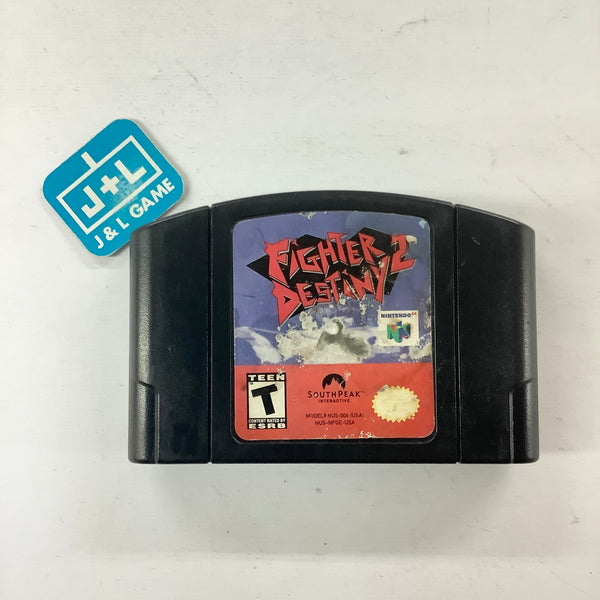 J+L
J & L GAME
FIGHTER
DESTINY 2
NINTENDO 64
N
TEEN
T
CONTENT RATED BY
ESRB
SOUTHPEAK
INTERACTIVE
MODEL# NUS-006 (USA)
NUS-NFGE-USA